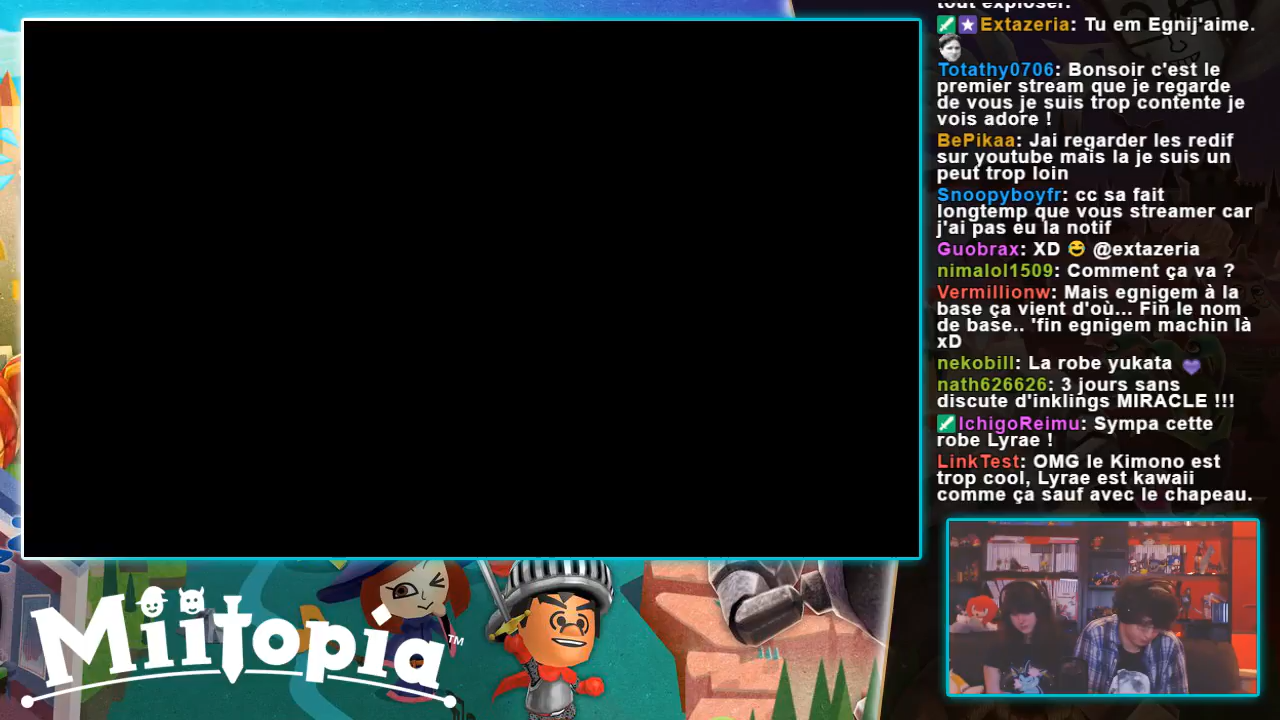 tout exploser.
Extazeria: Tu em Egnij'aime.
Totathy0706: Bonsoir c'est le
premier stream que je regarde
de vous je suis trop contente je
vois adore !
BePikaa: Jai regarder les redif
sur youtube mais la je suis un
peut trop loin
Snoopyboyfr: cc sa fait
longtemp que vous streamer car
j'ai pas eu la notif
Guobrax: XD 😂 @extazeria
nimalol1509: Comment ça va ?
Vermillionw: Mais egnigem à la
base ça vient d'où... Fin le nom
de base.. 'fin egnigem machin là
xD
nekobill: La robe yukata 💜
nath626626: 3 jours sans
discute d'inklings MIRACLE !!!
IchigoReimu: Sympa cette
robe Lyrae !
LinkTest: OMG le Kimono est
trop cool, Lyrae est kawaii
comme ça sauf avec le chapeau.
Miitopia™